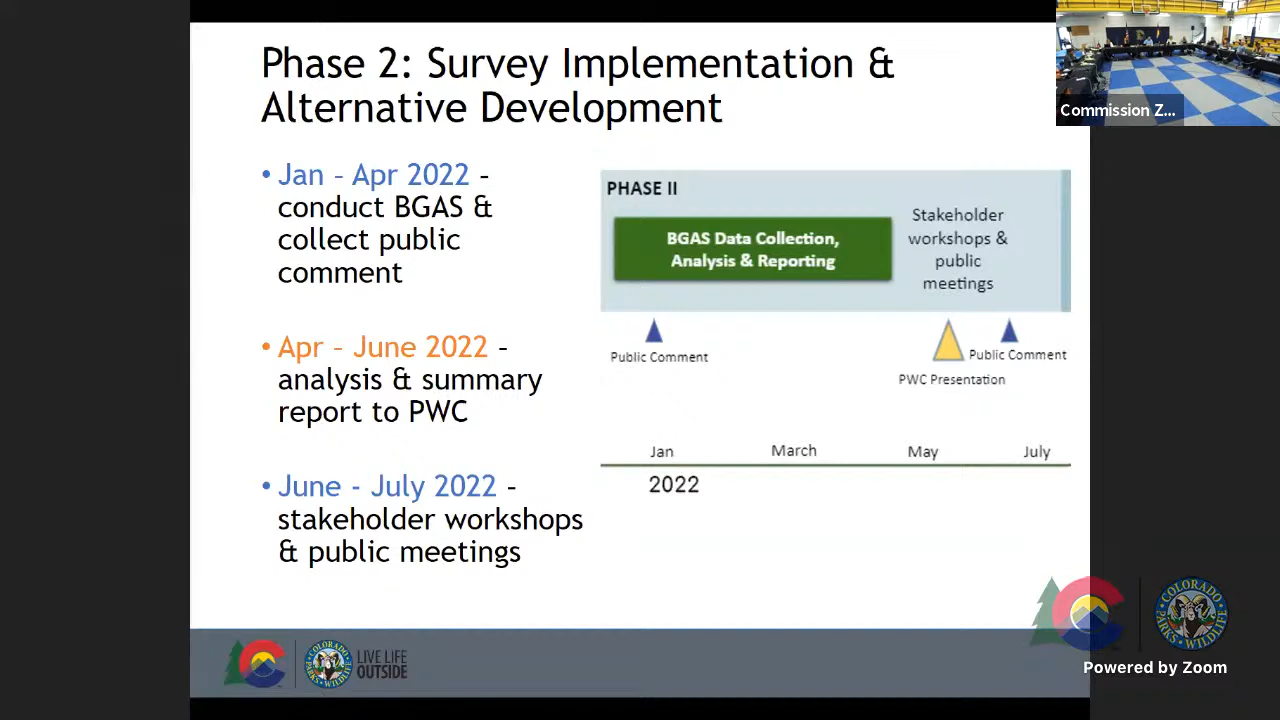 Phase 2: Survey Implementation &
Alternative Development
Commission Z...
• Jan – Apr 2022 –
conduct BGAS &
collect public
comment
• Apr – June 2022 –
analysis & summary
report to PWC
• June - July 2022 –
stakeholder workshops
& public meetings
PHASE II
BGAS Data Collection,
Analysis & Reporting
Stakeholder
workshops &
public
meetings
Public Comment
Public Comment
PWC Presentation
Jan
March
May
July
2022
COLORADO
PARKS WILDLIFE
LIVE LIFE
OUTSIDE
COLORADO
PARKS WILDLIFE
Powered by Zoom